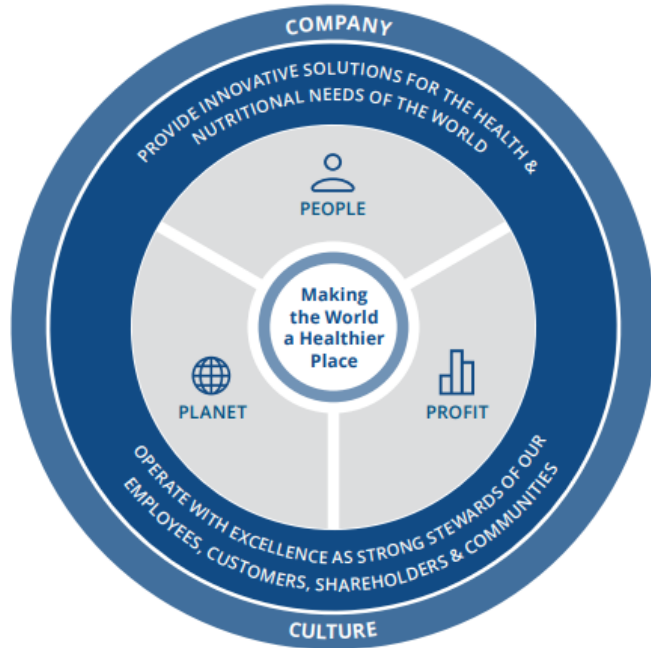 COMPANY
PROVIDE INNOVATIVE SOLUTIONS FOR THE HEALTH &
NUTRITIONAL NEEDS OF THE WORLD
PEOPLE
Making
the World
a Healthier
Place
PLANET
PROFIT
OPERATE WITH EXCELLENCE AS STRONG STEWARDS OF OUR
EMPLOYEES, CUSTOMERS, SHAREHOLDERS & COMMUNITIES
CULTURE